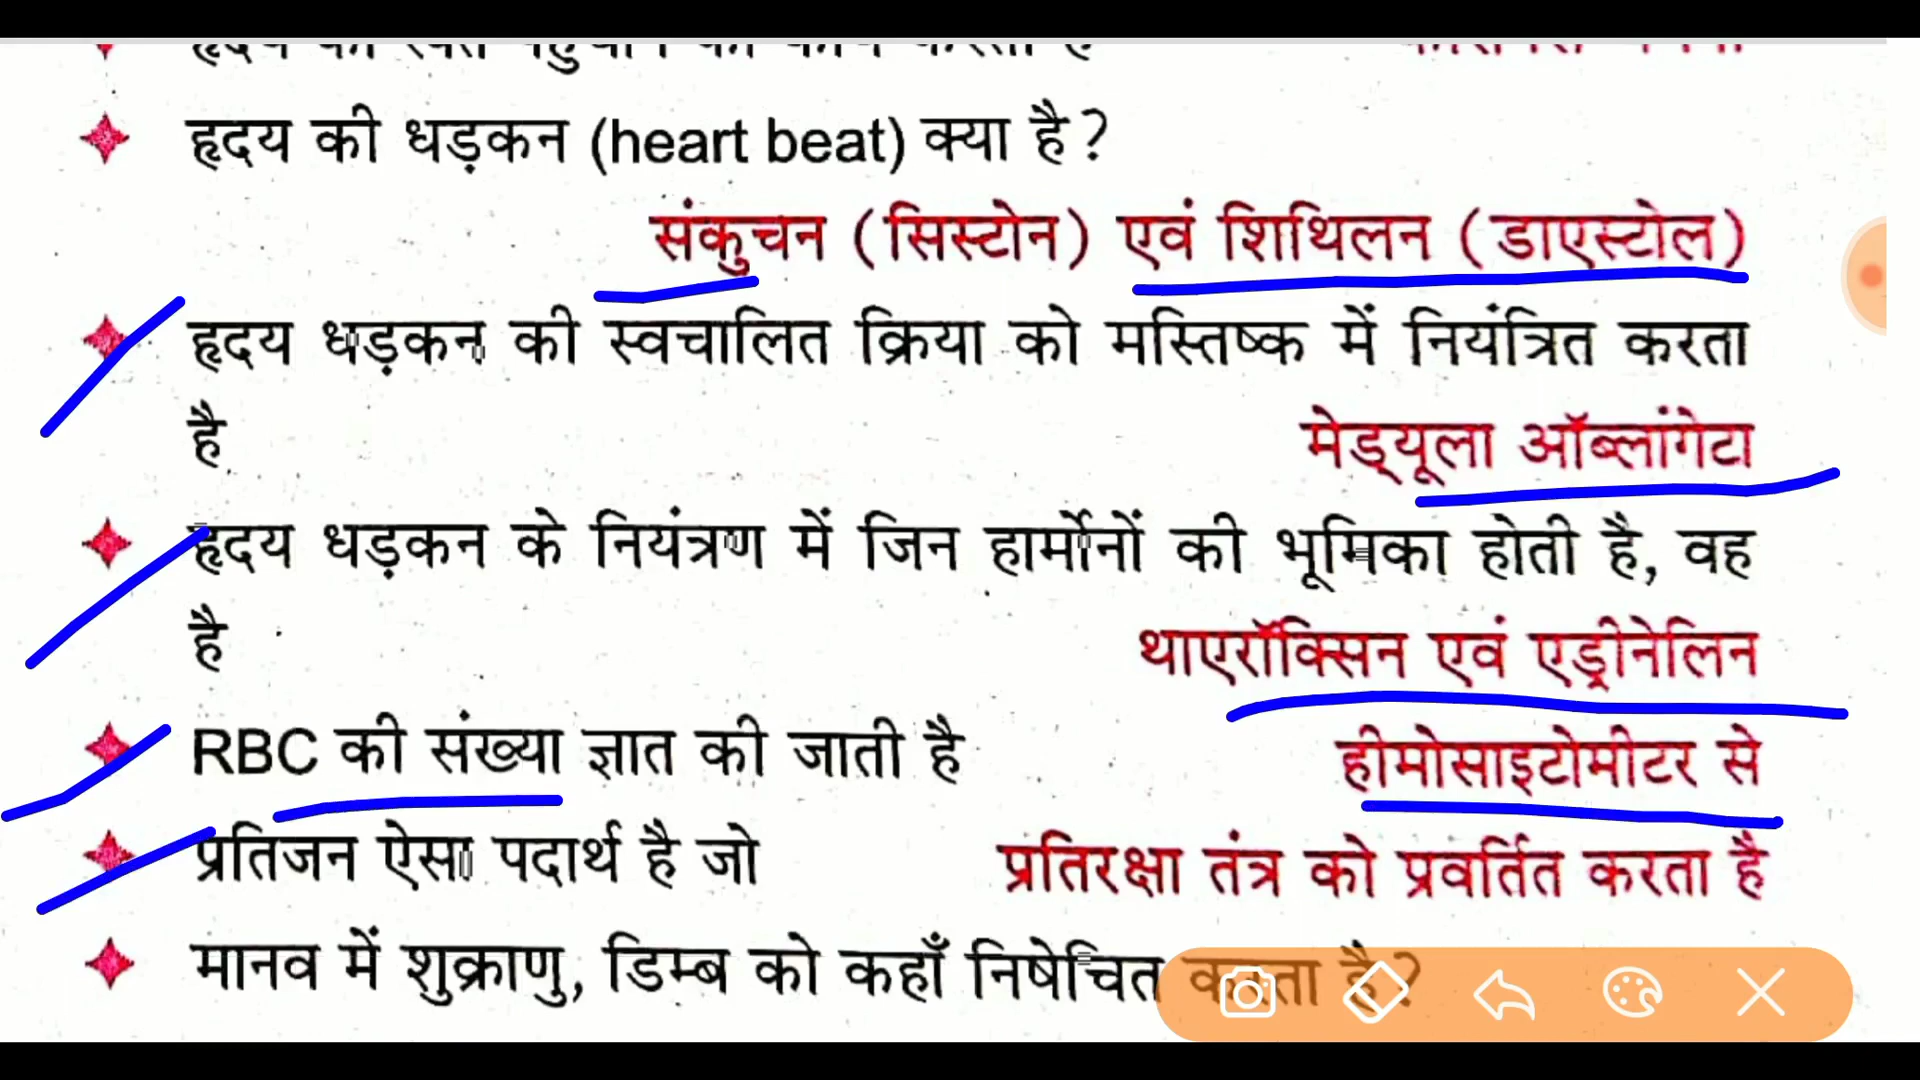 हृदय की धड़कन (heart beat) क्या है?
संकुचन (सिस्टोन) एवं शिथिलन (डाएस्टोल)
हृदय धड़कन की स्वचालित क्रिया को मस्तिष्क में नियंत्रित करता
है मेड्यूला ऑब्लांगेटा
हृदय धड़कन के नियंत्रण में जिन हार्मोनों की भूमिका होती है, वह
है थाएरॉक्सिन एवं एड्रीनेलिन
RBC की संख्या ज्ञात की जाती है हीमोसाइटोमीटर से
प्रतिजन ऐसा पदार्थ है जो प्रतिरक्षा तंत्र को प्रवर्तित करता है
मानव में शुक्राणु, डिम्ब को कहाँ निषेचित करता है?